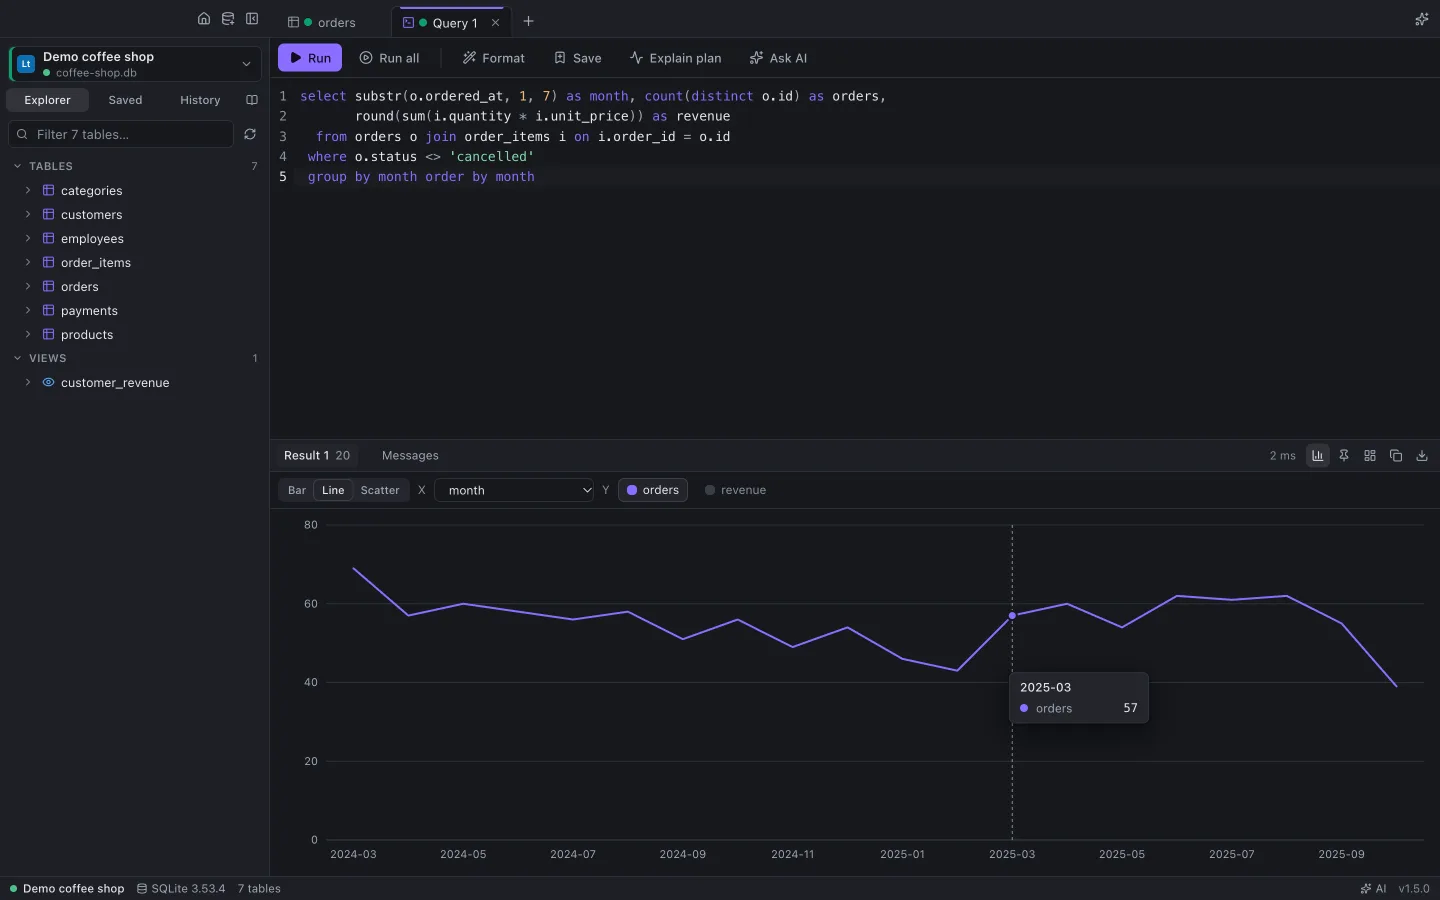 orders
Query 1
Lt
Demo coffee shop
coffee-shop.db
Run
Run all
Format
Save
Explain plan
Ask AI
Explorer
Saved
History
Filter 7 tables...
TABLES 7
categories
customers
employees
order_items
orders
payments
products
VIEWS 1
customer_revenue
1 select substr(o.ordered_at, 1, 7) as month, count(distinct o.id) as orders,
2 round(sum(i.quantity * i.unit_price)) as revenue
3 from orders o join order_items i on i.order_id = o.id
4 where o.status <> 'cancelled'
5 group by month order by month
Result 1 20
Messages
2 ms
Bar Line Scatter X month Y orders revenue
80
60
40
20
0
2025-03
orders 57
2024-03 2024-05 2024-07 2024-09 2024-11 2025-01 2025-03 2025-05 2025-07 2025-09
Demo coffee shop SQLite 3.53.4 7 tables
AI v1.5.0